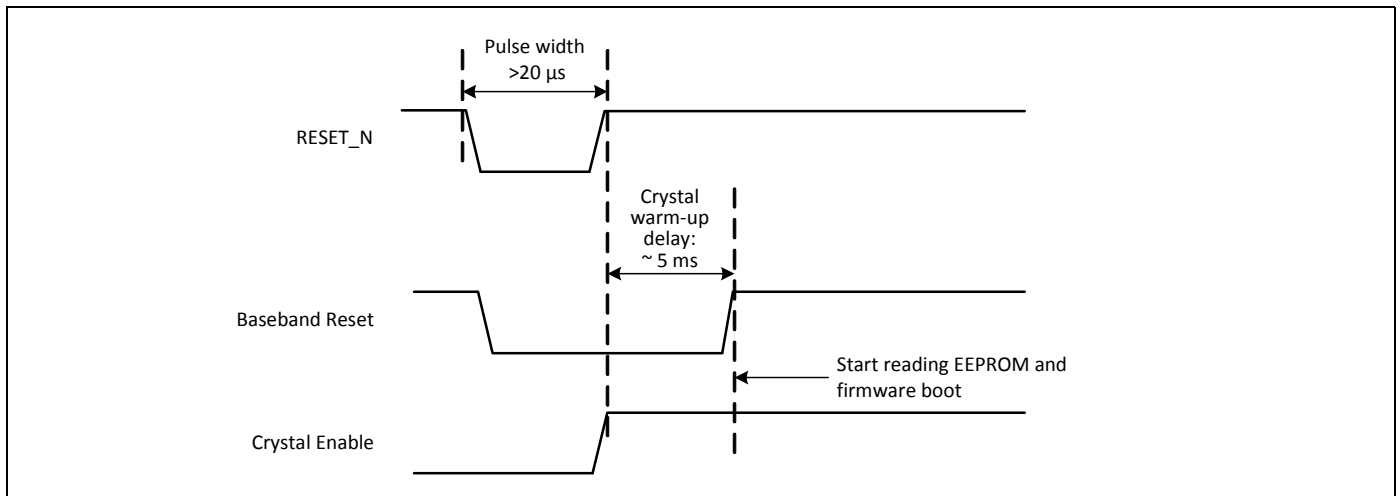 Pulse width
>20 µs
RESET_N
Crystal
warm-up
delay:
~ 5 ms
Baseband Reset
Start reading EEPROM and
firmware boot
Crystal Enable